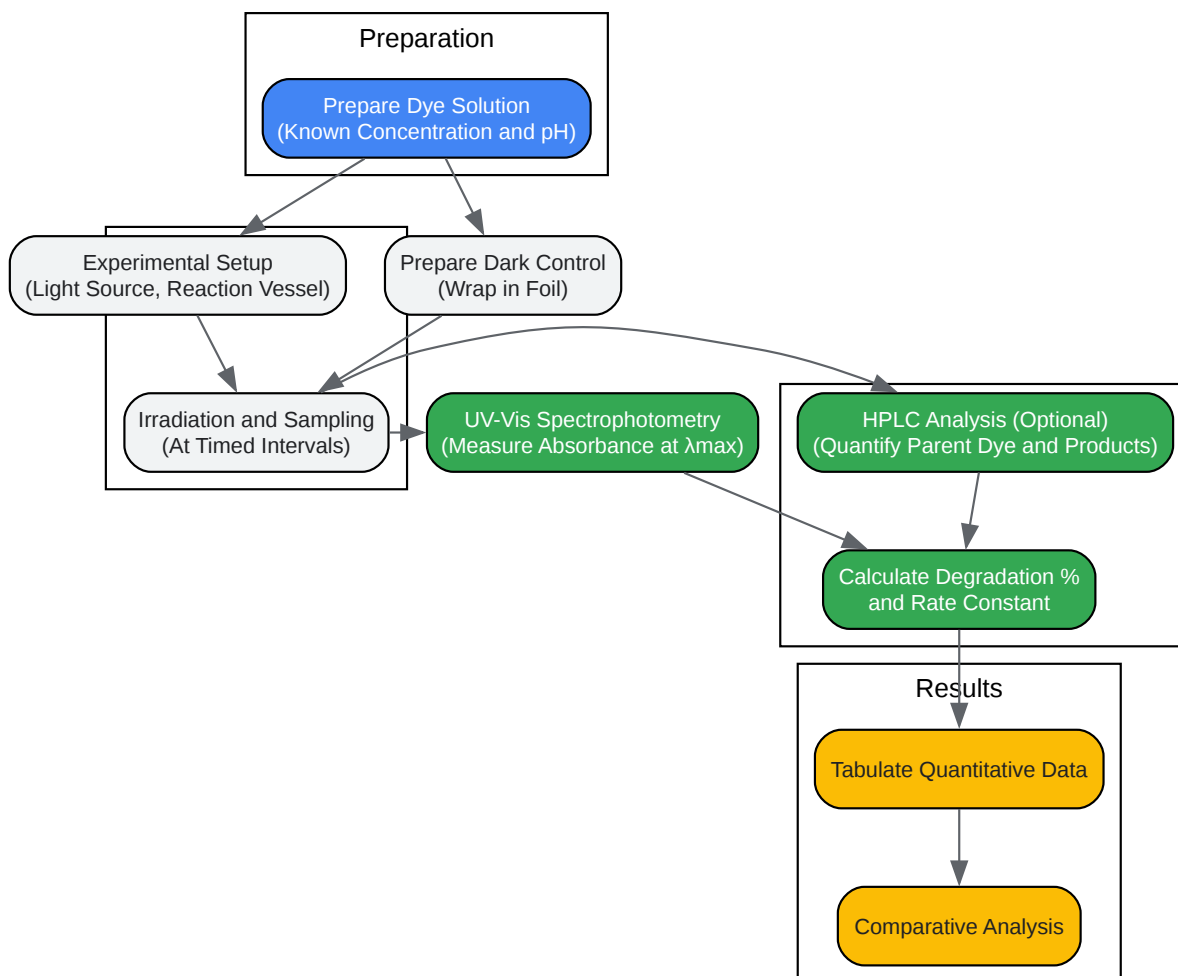 Preparation
Prepare Dye Solution
(Known Concentration and pH)
Experimental Setup
(Light Source, Reaction Vessel)
Prepare Dark Control
(Wrap in Foil)
Irradiation and Sampling
(At Timed Intervals)
UV-Vis Spectrophotometry
(Measure Absorbance at λmax)
HPLC Analysis (Optional)
(Quantify Parent Dye and Products)
Calculate Degradation %
and Rate Constant
Results
Tabulate Quantitative Data
Comparative Analysis